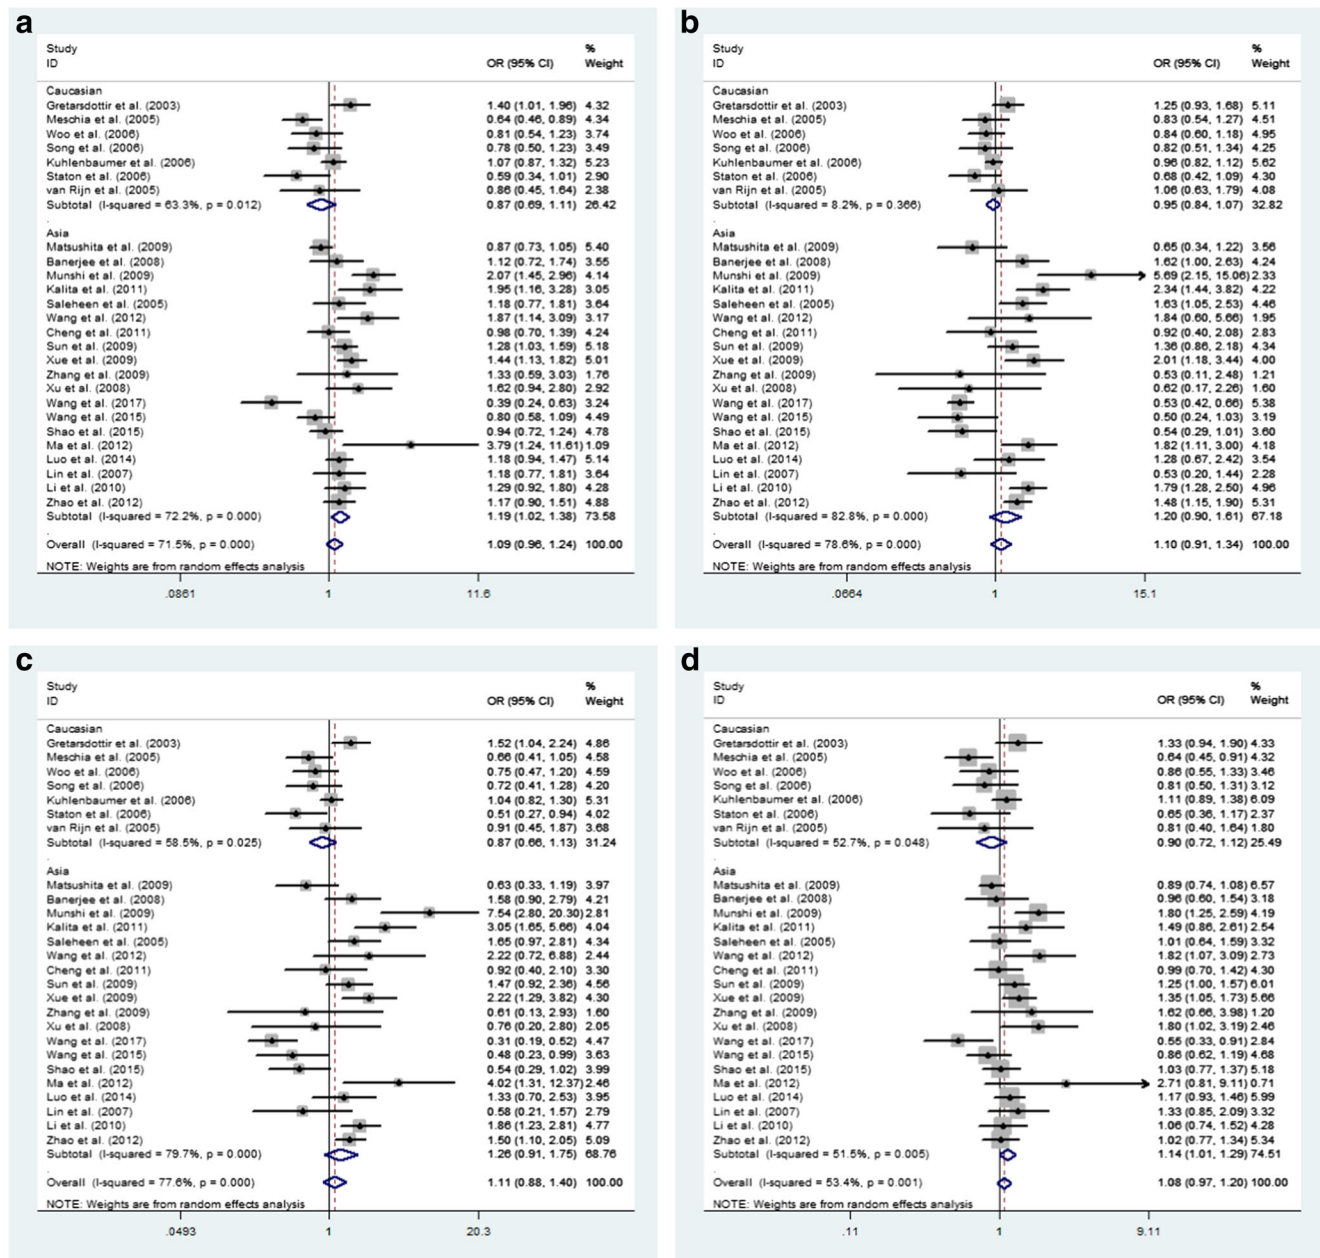 a
Study %
ID OR (95% CI) Weight
Caucasian
Gretarsdottir et al. (2003) 1.40 (1.01, 1.96) 4.32
Meschia et al. (2005) 0.64 (0.46, 0.89) 4.34
Woo et al. (2006) 0.81 (0.54, 1.23) 3.74
Song et al. (2006) 0.78 (0.50, 1.23) 3.49
Kuhlenbaumer et al. (2006) 1.07 (0.87, 1.32) 5.23
Staton et al. (2006) 0.59 (0.34, 1.01) 2.90
van Rijn et al. (2005) 0.86 (0.45, 1.64) 2.38
Subtotal (I-squared = 63.3%, p = 0.012) 0.87 (0.69, 1.11) 26.42
.
Asia
Matsushita et al. (2009) 0.87 (0.73, 1.05) 5.40
Banerjee et al. (2008) 1.12 (0.72, 1.74) 3.55
Munshi et al. (2009) 2.07 (1.45, 2.96) 4.14
Kalita et al. (2011) 1.95 (1.16, 3.28) 3.05
Saleheen et al. (2005) 1.18 (0.77, 1.81) 3.64
Wang et al. (2012) 1.87 (1.14, 3.09) 3.17
Cheng et al. (2011) 0.98 (0.70, 1.39) 4.24
Sun et al. (2009) 1.28 (1.03, 1.59) 5.18
Xue et al. (2009) 1.44 (1.13, 1.82) 5.01
Zhang et al. (2009) 1.33 (0.59, 3.03) 1.76
Xu et al. (2008) 1.62 (0.94, 2.80) 2.92
Wang et al. (2017) 0.39 (0.24, 0.63) 3.24
Wang et al. (2015) 0.80 (0.58, 1.09) 4.49
Shao et al. (2015) 0.94 (0.72, 1.24) 4.78
Ma et al. (2012) 3.79 (1.24, 11.61) 1.09
Luo et al. (2014) 1.18 (0.94, 1.47) 5.14
Lin et al. (2007) 1.18 (0.77, 1.81) 3.64
Li et al. (2010) 1.29 (0.92, 1.80) 4.28
Zhao et al. (2012) 1.17 (0.90, 1.51) 4.88
Subtotal (I-squared = 72.2%, p = 0.000) 1.19 (1.02, 1.38) 73.58
.
Overall (I-squared = 71.5%, p = 0.000) 1.09 (0.96, 1.24) 100.00
NOTE: Weights are from random effects analysis
.0861 1 11.6
b
Study %
ID OR (95% CI) Weight
Caucasian
Gretarsdottir et al. (2003) 1.25 (0.93, 1.68) 5.11
Meschia et al. (2005) 0.83 (0.54, 1.27) 4.51
Woo et al. (2006) 0.84 (0.60, 1.18) 4.95
Song et al. (2006) 0.82 (0.51, 1.34) 4.25
Kuhlenbaumer et al. (2006) 0.96 (0.82, 1.12) 5.62
Staton et al. (2006) 0.68 (0.42, 1.09) 4.30
van Rijn et al. (2005) 1.06 (0.63, 1.79) 4.08
Subtotal (I-squared = 8.2%, p = 0.366) 0.95 (0.84, 1.07) 32.82
.
Asia
Matsushita et al. (2009) 0.65 (0.34, 1.22) 3.56
Banerjee et al. (2008) 1.62 (1.00, 2.63) 4.24
Munshi et al. (2009) 5.69 (2.15, 15.06) 2.33
Kalita et al. (2011) 2.34 (1.44, 3.82) 4.22
Saleheen et al. (2005) 1.63 (1.05, 2.53) 4.46
Wang et al. (2012) 1.84 (0.60, 5.66) 1.95
Cheng et al. (2011) 0.92 (0.40, 2.08) 2.83
Sun et al. (2009) 1.36 (0.86, 2.18) 4.34
Xue et al. (2009) 2.01 (1.18, 3.44) 4.00
Zhang et al. (2009) 0.53 (0.11, 2.48) 1.21
Xu et al. (2008) 0.62 (0.17, 2.26) 1.60
Wang et al. (2017) 0.53 (0.42, 0.66) 5.38
Wang et al. (2015) 0.50 (0.24, 1.03) 3.19
Shao et al. (2015) 0.54 (0.29, 1.01) 3.60
Ma et al. (2012) 1.82 (1.11, 3.00) 4.18
Luo et al. (2014) 1.28 (0.67, 2.42) 3.54
Lin et al. (2007) 0.53 (0.20, 1.44) 2.28
Li et al. (2010) 1.79 (1.28, 2.50) 4.96
Zhao et al. (2012) 1.48 (1.15, 1.90) 5.31
Subtotal (I-squared = 82.8%, p = 0.000) 1.20 (0.90, 1.61) 67.18
.
Overall (I-squared = 78.6%, p = 0.000) 1.10 (0.91, 1.34) 100.00
NOTE: Weights are from random effects analysis
.0664 1 15.1
c
Study %
ID OR (95% CI) Weight
Caucasian
Gretarsdottir et al. (2003) 1.52 (1.04, 2.24) 4.86
Meschia et al. (2005) 0.66 (0.41, 1.05) 4.58
Woo et al. (2006) 0.75 (0.47, 1.20) 4.59
Song et al. (2006) 0.72 (0.41, 1.28) 4.20
Kuhlenbaumer et al. (2006) 1.04 (0.82, 1.30) 5.31
Staton et al. (2006) 0.51 (0.27, 0.94) 4.02
van Rijn et al. (2005) 0.91 (0.45, 1.87) 3.68
Subtotal (I-squared = 58.5%, p = 0.025) 0.87 (0.66, 1.13) 31.24
.
Asia
Matsushita et al. (2009) 0.63 (0.33, 1.19) 3.97
Banerjee et al. (2008) 1.58 (0.90, 2.79) 4.21
Munshi et al. (2009) 7.54 (2.80, 20.30) 2.81
Kalita et al. (2011) 3.05 (1.65, 5.66) 4.04
Saleheen et al. (2005) 1.65 (0.97, 2.81) 4.34
Wang et al. (2012) 2.22 (0.72, 6.88) 2.44
Cheng et al. (2011) 0.92 (0.40, 2.10) 3.30
Sun et al. (2009) 1.47 (0.92, 2.36) 4.56
Xue et al. (2009) 2.22 (1.29, 3.82) 4.30
Zhang et al. (2009) 0.61 (0.13, 2.93) 1.60
Xu et al. (2008) 0.76 (0.20, 2.80) 2.05
Wang et al. (2017) 0.31 (0.19, 0.52) 4.47
Wang et al. (2015) 0.48 (0.23, 0.99) 3.63
Shao et al. (2015) 0.54 (0.29, 1.02) 3.99
Ma et al. (2012) 4.02 (1.31, 12.37) 2.46
Luo et al. (2014) 1.33 (0.70, 2.53) 3.95
Lin et al. (2007) 0.58 (0.21, 1.57) 2.79
Li et al. (2010) 1.86 (1.23, 2.81) 4.77
Zhao et al. (2012) 1.50 (1.10, 2.05) 5.09
Subtotal (I-squared = 79.7%, p = 0.000) 1.26 (0.91, 1.75) 68.76
.
Overall (I-squared = 77.6%, p = 0.000) 1.11 (0.88, 1.40) 100.00
NOTE: Weights are from random effects analysis
.0493 1 20.3
d
Study %
ID OR (95% CI) Weight
Caucasian
Gretarsdottir et al. (2003) 1.33 (0.94, 1.90) 4.33
Meschia et al. (2005) 0.64 (0.45, 0.91) 4.32
Woo et al. (2006) 0.86 (0.55, 1.33) 3.46
Song et al. (2006) 0.81 (0.50, 1.31) 3.12
Kuhlenbaumer et al. (2006) 1.11 (0.89, 1.38) 6.09
Staton et al. (2006) 0.65 (0.36, 1.17) 2.37
van Rijn et al. (2005) 0.81 (0.40, 1.64) 1.80
Subtotal (I-squared = 52.7%, p = 0.048) 0.90 (0.72, 1.12) 25.49
.
Asia
Matsushita et al. (2009) 0.89 (0.74, 1.08) 6.57
Banerjee et al. (2008) 0.96 (0.60, 1.54) 3.18
Munshi et al. (2009) 1.80 (1.25, 2.59) 4.19
Kalita et al. (2011) 1.49 (0.86, 2.61) 2.54
Saleheen et al. (2005) 1.01 (0.64, 1.59) 3.32
Wang et al. (2012) 1.82 (1.07, 3.09) 2.73
Cheng et al. (2011) 0.99 (0.70, 1.42) 4.30
Sun et al. (2009) 1.25 (1.00, 1.57) 6.01
Xue et al. (2009) 1.35 (1.05, 1.73) 5.66
Zhang et al. (2009) 1.62 (0.66, 3.98) 1.20
Xu et al. (2008) 1.80 (1.02, 3.19) 2.46
Wang et al. (2017) 0.55 (0.33, 0.91) 2.84
Wang et al. (2015) 0.86 (0.62, 1.19) 4.68
Shao et al. (2015) 1.03 (0.77, 1.37) 5.18
Ma et al. (2012) 2.71 (0.81, 9.11) 0.71
Luo et al. (2014) 1.17 (0.93, 1.46) 5.99
Lin et al. (2007) 1.33 (0.85, 2.09) 3.32
Li et al. (2010) 1.06 (0.74, 1.52) 4.28
Zhao et al. (2012) 1.02 (0.77, 1.34) 5.34
Subtotal (I-squared = 51.5%, p = 0.005) 1.14 (1.01, 1.29) 74.51
.
Overall (I-squared = 53.4%, p = 0.001) 1.08 (0.97, 1.20) 100.00
NOTE: Weights are from random effects analysis
.11 1 9.11